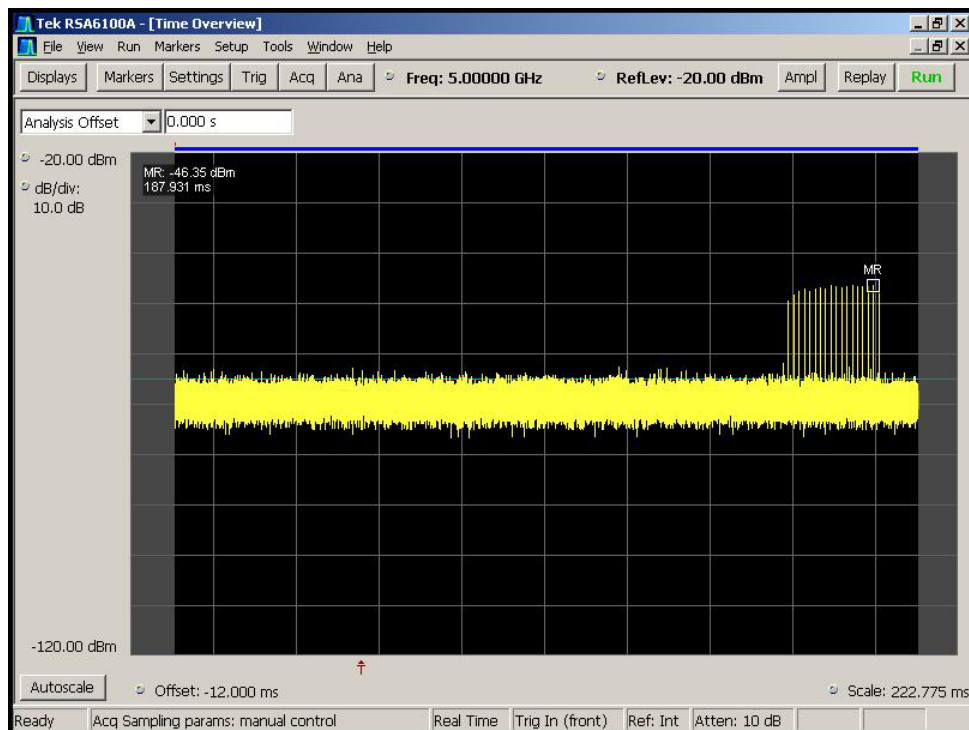 Tek RSA6100A - [Time Overview]
File View Run Markers Setup Tools Window Help
Displays Markers Settings Trig Acq Ana Freq: 5.00000 GHz RefLev: -20.00 dBm Ampl Replay Run
Analysis Offset 0.000 s
-20.00 dBm
dB/div:
10.0 dB
MR: -46.35 dBm
187.931 ms
MR
-120.00 dBm
Autoscale Offset: -12.000 ms Scale: 222.775 ms
Ready Acq Sampling params: manual control Real Time Trig In (front) Ref: Int Atten: 10 dB